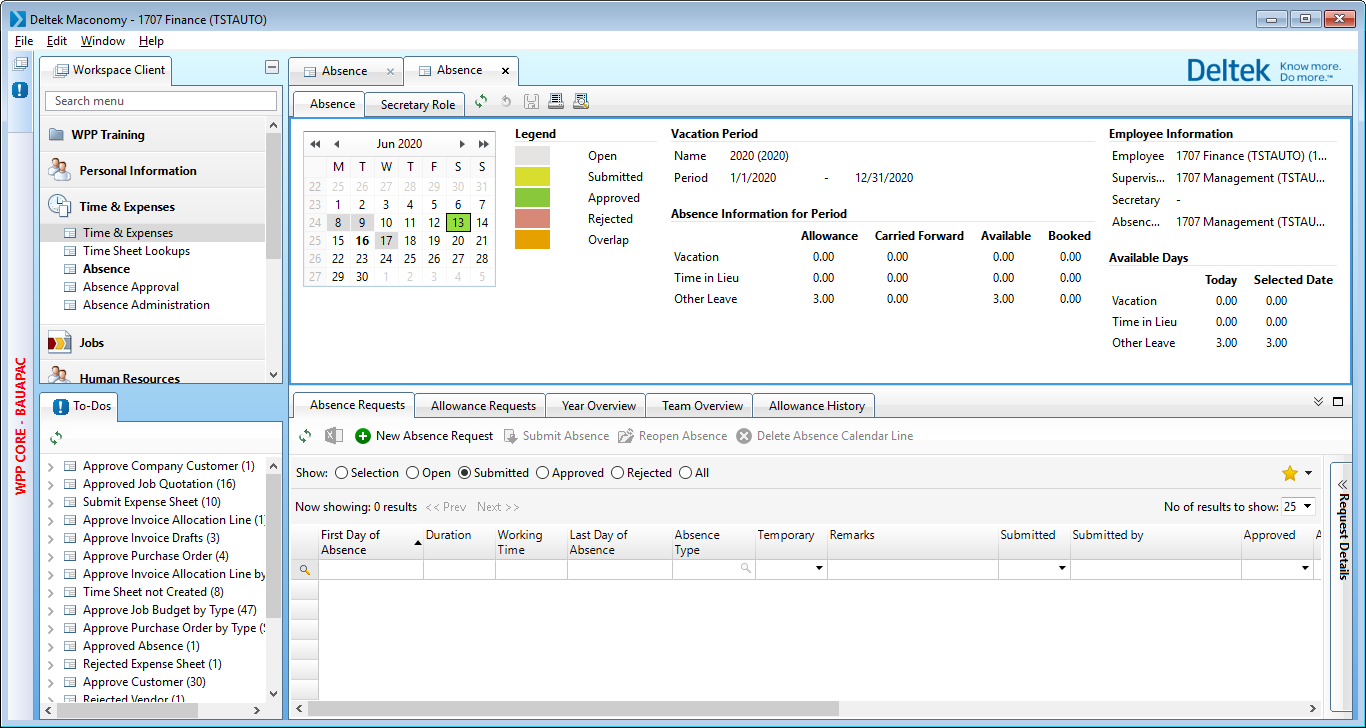 Deltek Maconomy - 1707 Finance (TSTAUTO)
File Edit Window Help
WPP CORE - BAUAPAC
Workspace Client
Search menu
WPP Training
Personal Information
Time & Expenses
Time & Expenses
Time Sheet Lookups
Absence
Absence Approval
Absence Administration
Jobs
Human Resources
To-Dos
Approve Company Customer (1)
Approved Job Quotation (16)
Submit Expense Sheet (10)
Approve Invoice Allocation Line (1
Approve Invoice Drafts (3)
Approve Purchase Order (4)
Approve Invoice Allocation Line by
Time Sheet not Created (8)
Approve Job Budget by Type (47)
Approve Purchase Order by Type (
Approved Absence (1)
Rejected Expense Sheet (1)
Approve Customer (30)
Rejected Vendor (1)
Absence Absence
Deltek Know more. Do more.™
Absence Secretary Role
Jun 2020
M T W T F S S
22 25 26 27 28 29 30 31
23 1 2 3 4 5 6 7
24 8 9 10 11 12 13 14
25 15 16 17 18 19 20 21
26 22 23 24 25 26 27 28
27 29 30 1 2 3 4 5
Legend
Open
Submitted
Approved
Rejected
Overlap
Vacation Period
Name 2020 (2020)
Period 1/1/2020 - 12/31/2020
Absence Information for Period
Allowance Carried Forward Available Booked
Vacation 0.00 0.00 0.00 0.00
Time in Lieu 0.00 0.00 0.00 0.00
Other Leave 3.00 0.00 3.00 0.00
Employee Information
Employee 1707 Finance (TSTAUTO) (1...
Supervis... 1707 Management (TSTAU...
Secretary -
Absenc... 1707 Management (TSTAU...
Available Days
Today Selected Date
Vacation 0.00 0.00
Time in Lieu 0.00 0.00
Other Leave 3.00 3.00
Absence Requests Allowance Requests Year Overview Team Overview Allowance History
New Absence Request Submit Absence Reopen Absence Delete Absence Calendar Line
Show: Selection Open Submitted Approved Rejected All
Now showing: 0 results << Prev Next >> No of results to show: 25
First Day of Absence Duration Working Time Last Day of Absence Absence Type Temporary Remarks Submitted Submitted by Approved A
Request Details